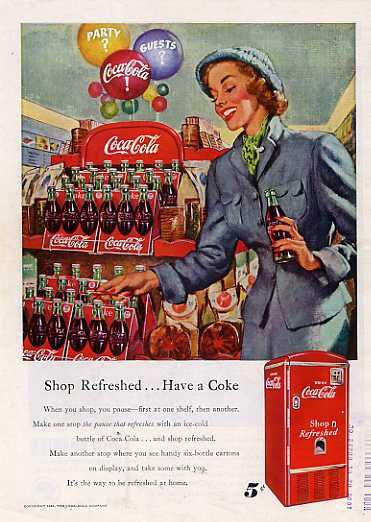 PARTY
?
GUESTS
?
Coca-Cola
!
Coca-Cola
Coca-Cola
Coca-Cola
Shop Refreshed...Have a Coke
When you shop, you pause—first at one shelf, then another.
Make one stop the pause that refreshes with an ice-cold
bottle of Coca-Cola...and shop refreshed.
Make another stop where you see handy six-bottle cartons
on display, and take some with you.
It's the way to be refreshed at home.
DRINK
Coca-Cola
Shop
Refreshed
5¢